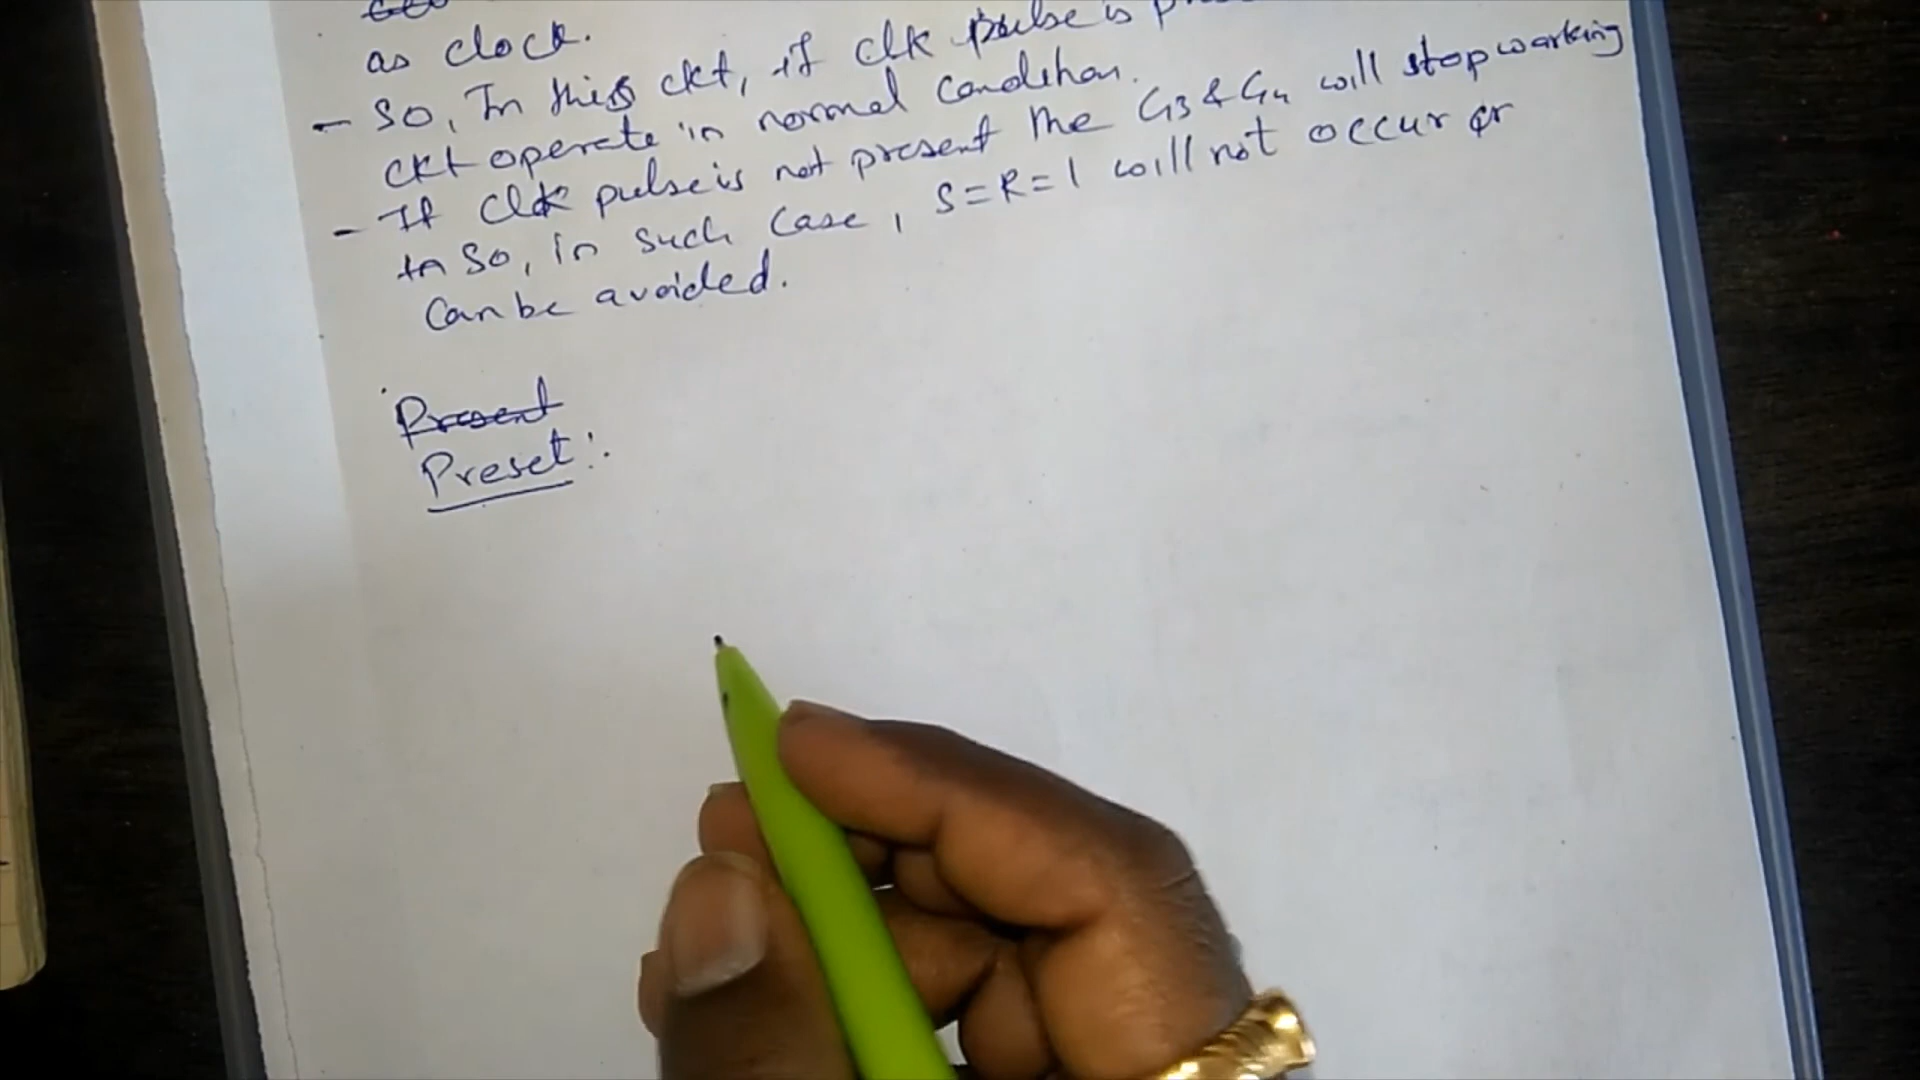 as clock.
- So, In this ckt, if clk pulse is
ckt operate in normal condition.
- If Clk pulse is not present the G3 & G4 will stop working
So, in such case, S=R=1 will not occur or
can be avoided.
Present
Preset :